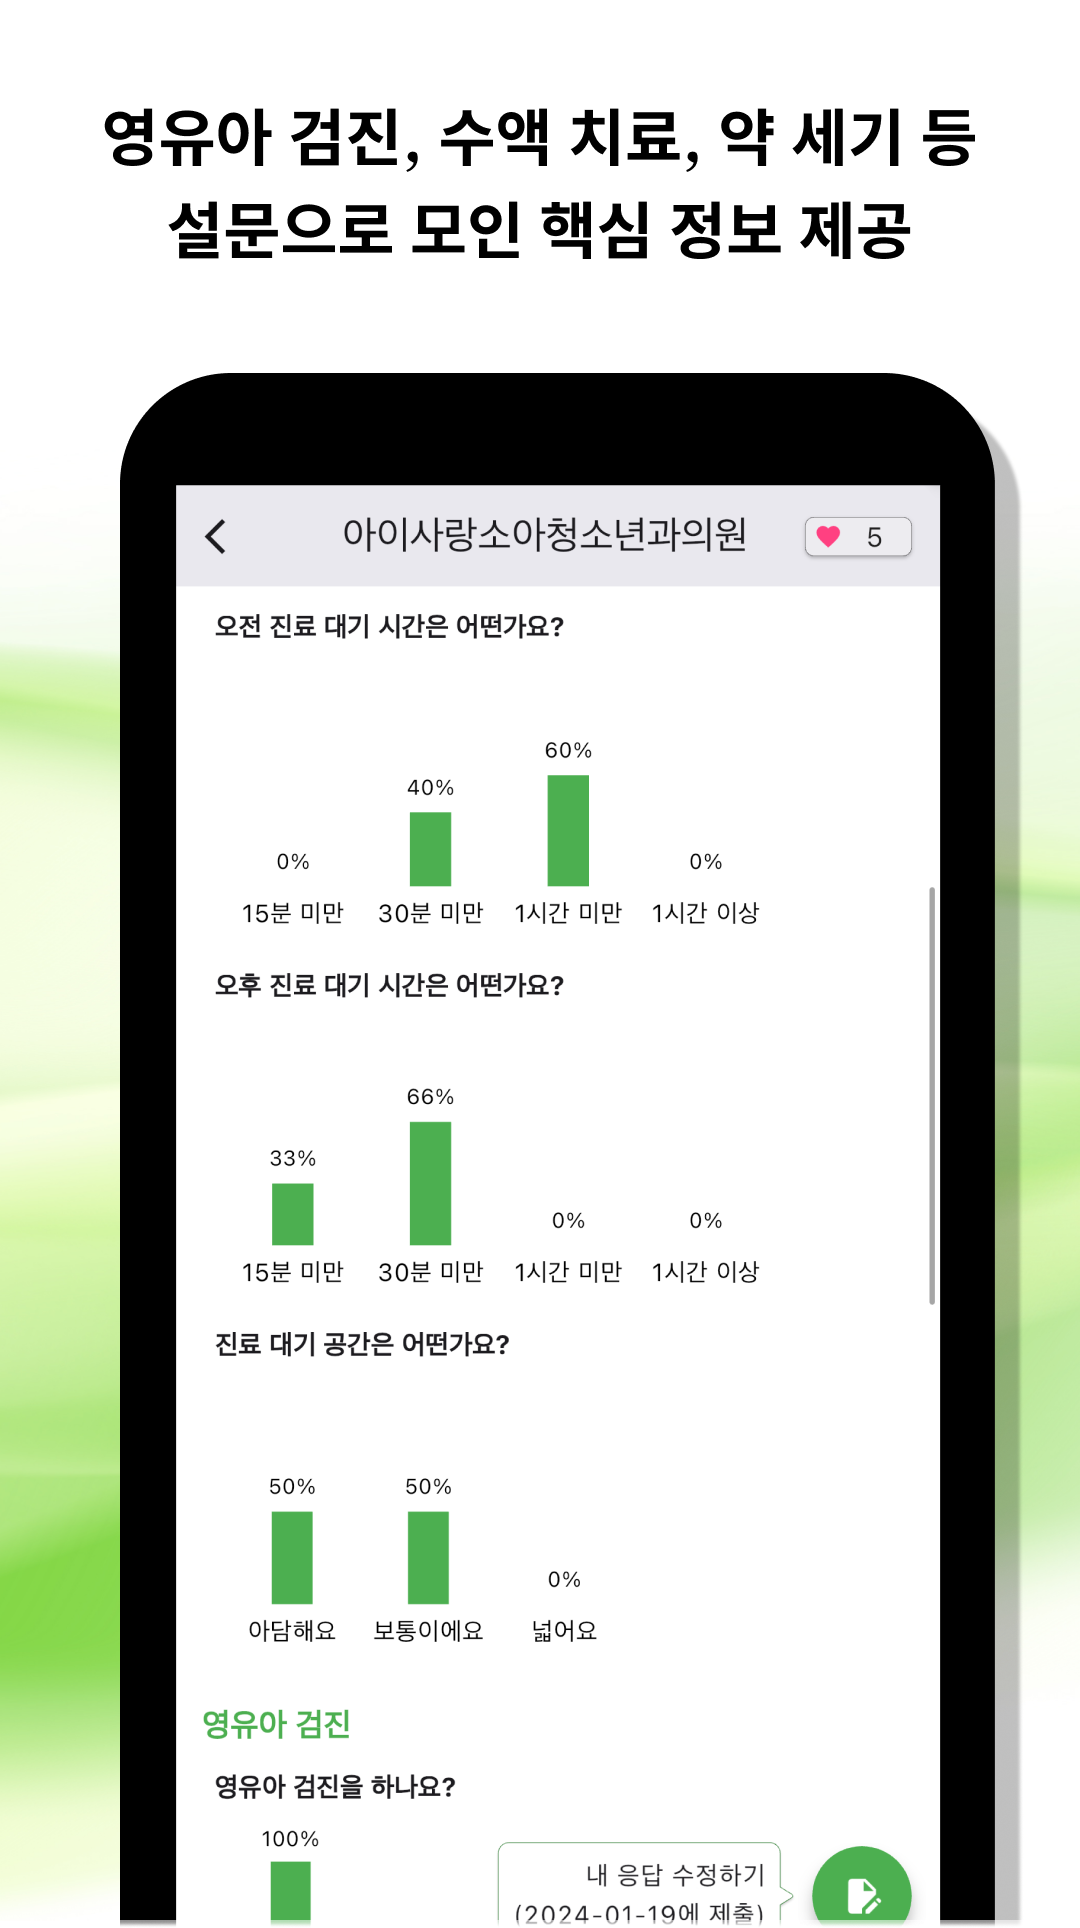 영유아 검진, 수액 치료, 약 세기 등
설문으로 모인 핵심 정보 제공
아이사랑소아청소년과의원
5
오전 진료 대기 시간은 어떤가요?
0% 40% 60% 0%
15분 미만 30분 미만 1시간 미만 1시간 이상
오후 진료 대기 시간은 어떤가요?
33% 66% 0% 0%
15분 미만 30분 미만 1시간 미만 1시간 이상
진료 대기 공간은 어떤가요?
50% 50% 0%
아담해요 보통이에요 넓어요
영유아 검진
영유아 검진을 하나요?
100%
내 응답 수정하기
(2024-01-19에 제출)